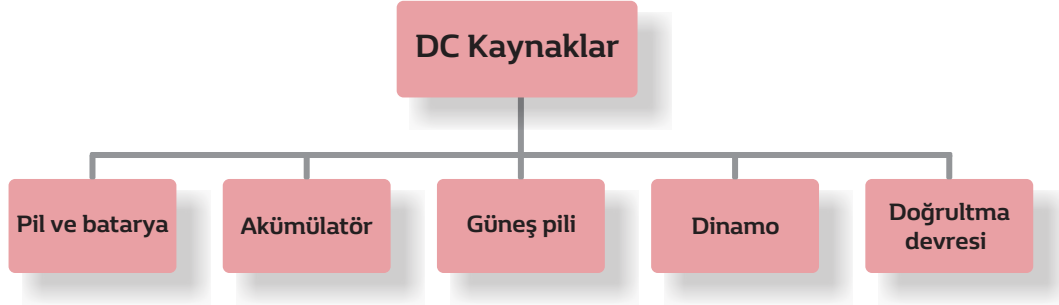 DC Kaynaklar
Pil ve batarya
Akümülatör
Güneş pili
Dinamo
Doğrultma
devresi